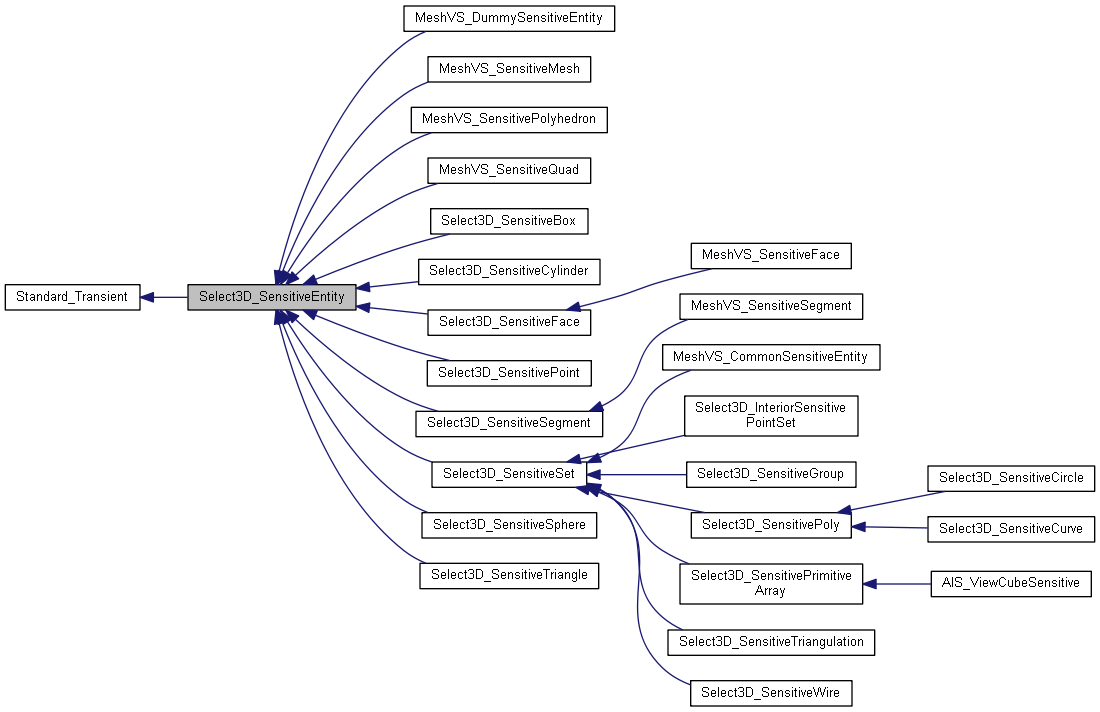 MeshVS_DummySensitiveEntity
MeshVS_SensitiveMesh
MeshVS_SensitivePolyhedron
MeshVS_SensitiveQuad
Select3D_SensitiveBox
Select3D_SensitiveCylinder
Standard_Transient
Select3D_SensitiveEntity
Select3D_SensitiveFace
Select3D_SensitivePoint
Select3D_SensitiveSegment
Select3D_SensitiveSet
Select3D_SensitiveSphere
Select3D_SensitiveTriangle
MeshVS_SensitiveFace
MeshVS_SensitiveSegment
MeshVS_CommonSensitiveEntity
Select3D_InteriorSensitive
PointSet
Select3D_SensitiveGroup
Select3D_SensitivePoly
Select3D_SensitivePrimitive
Array
Select3D_SensitiveTriangulation
Select3D_SensitiveWire
Select3D_SensitiveCircle
Select3D_SensitiveCurve
AIS_ViewCubeSensitive